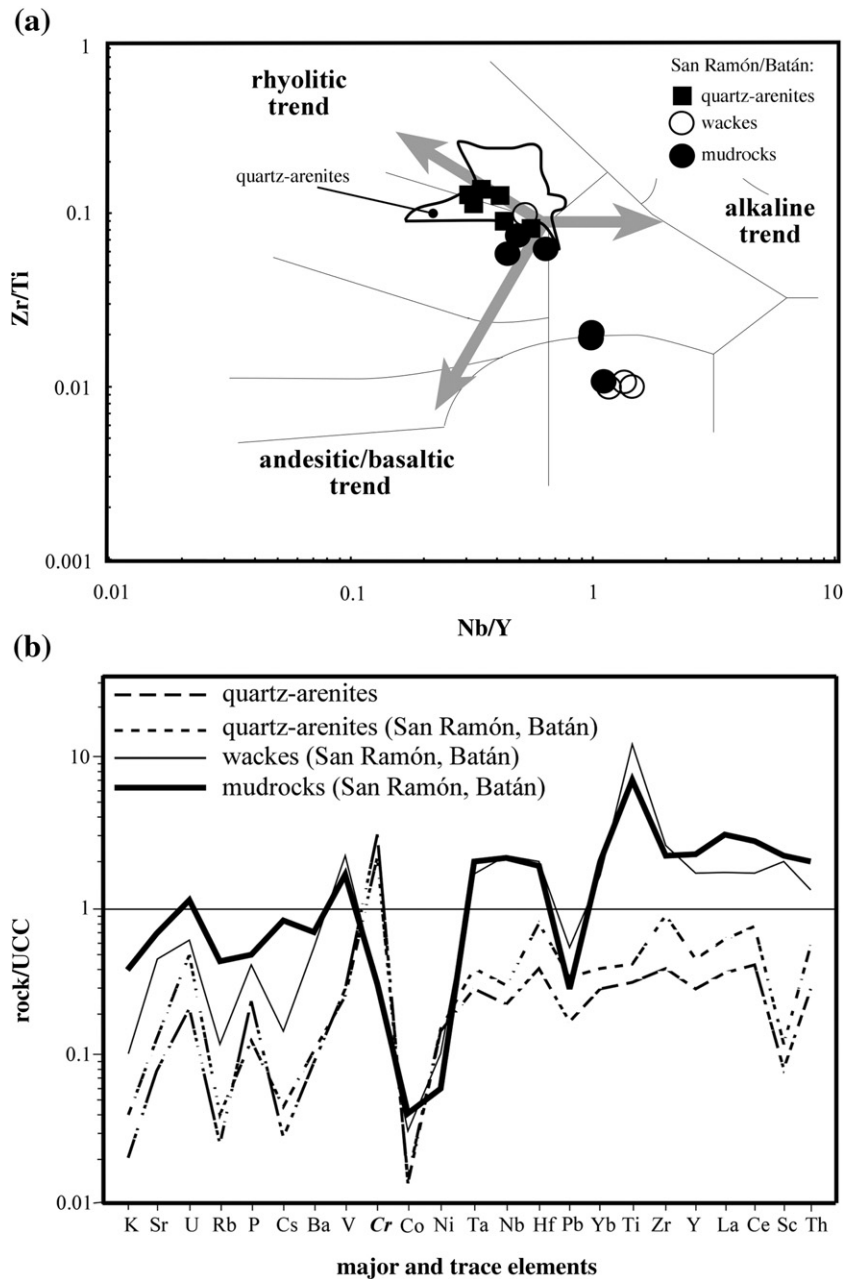 (a)
1
0.1
0.01
0.001
Zr/Ti
rhyolitic
trend
quartz-arenites
San Ramón/Batán:
quartz-arenites
wackes
mudrocks
alkaline
trend
andesitic/basaltic
trend
0.01 0.1 1 10
Nb/Y
(b)
quartz-arenites
quartz-arenites (San Ramón, Batán)
wackes (San Ramón, Batán)
mudrocks (San Ramón, Batán)
10
1
0.1
0.01
rock/UCC
K Sr U Rb P Cs Ba V Cr Co Ni Ta Nb Hf Pb Yb Ti Zr Y La Ce Sc Th
major and trace elements